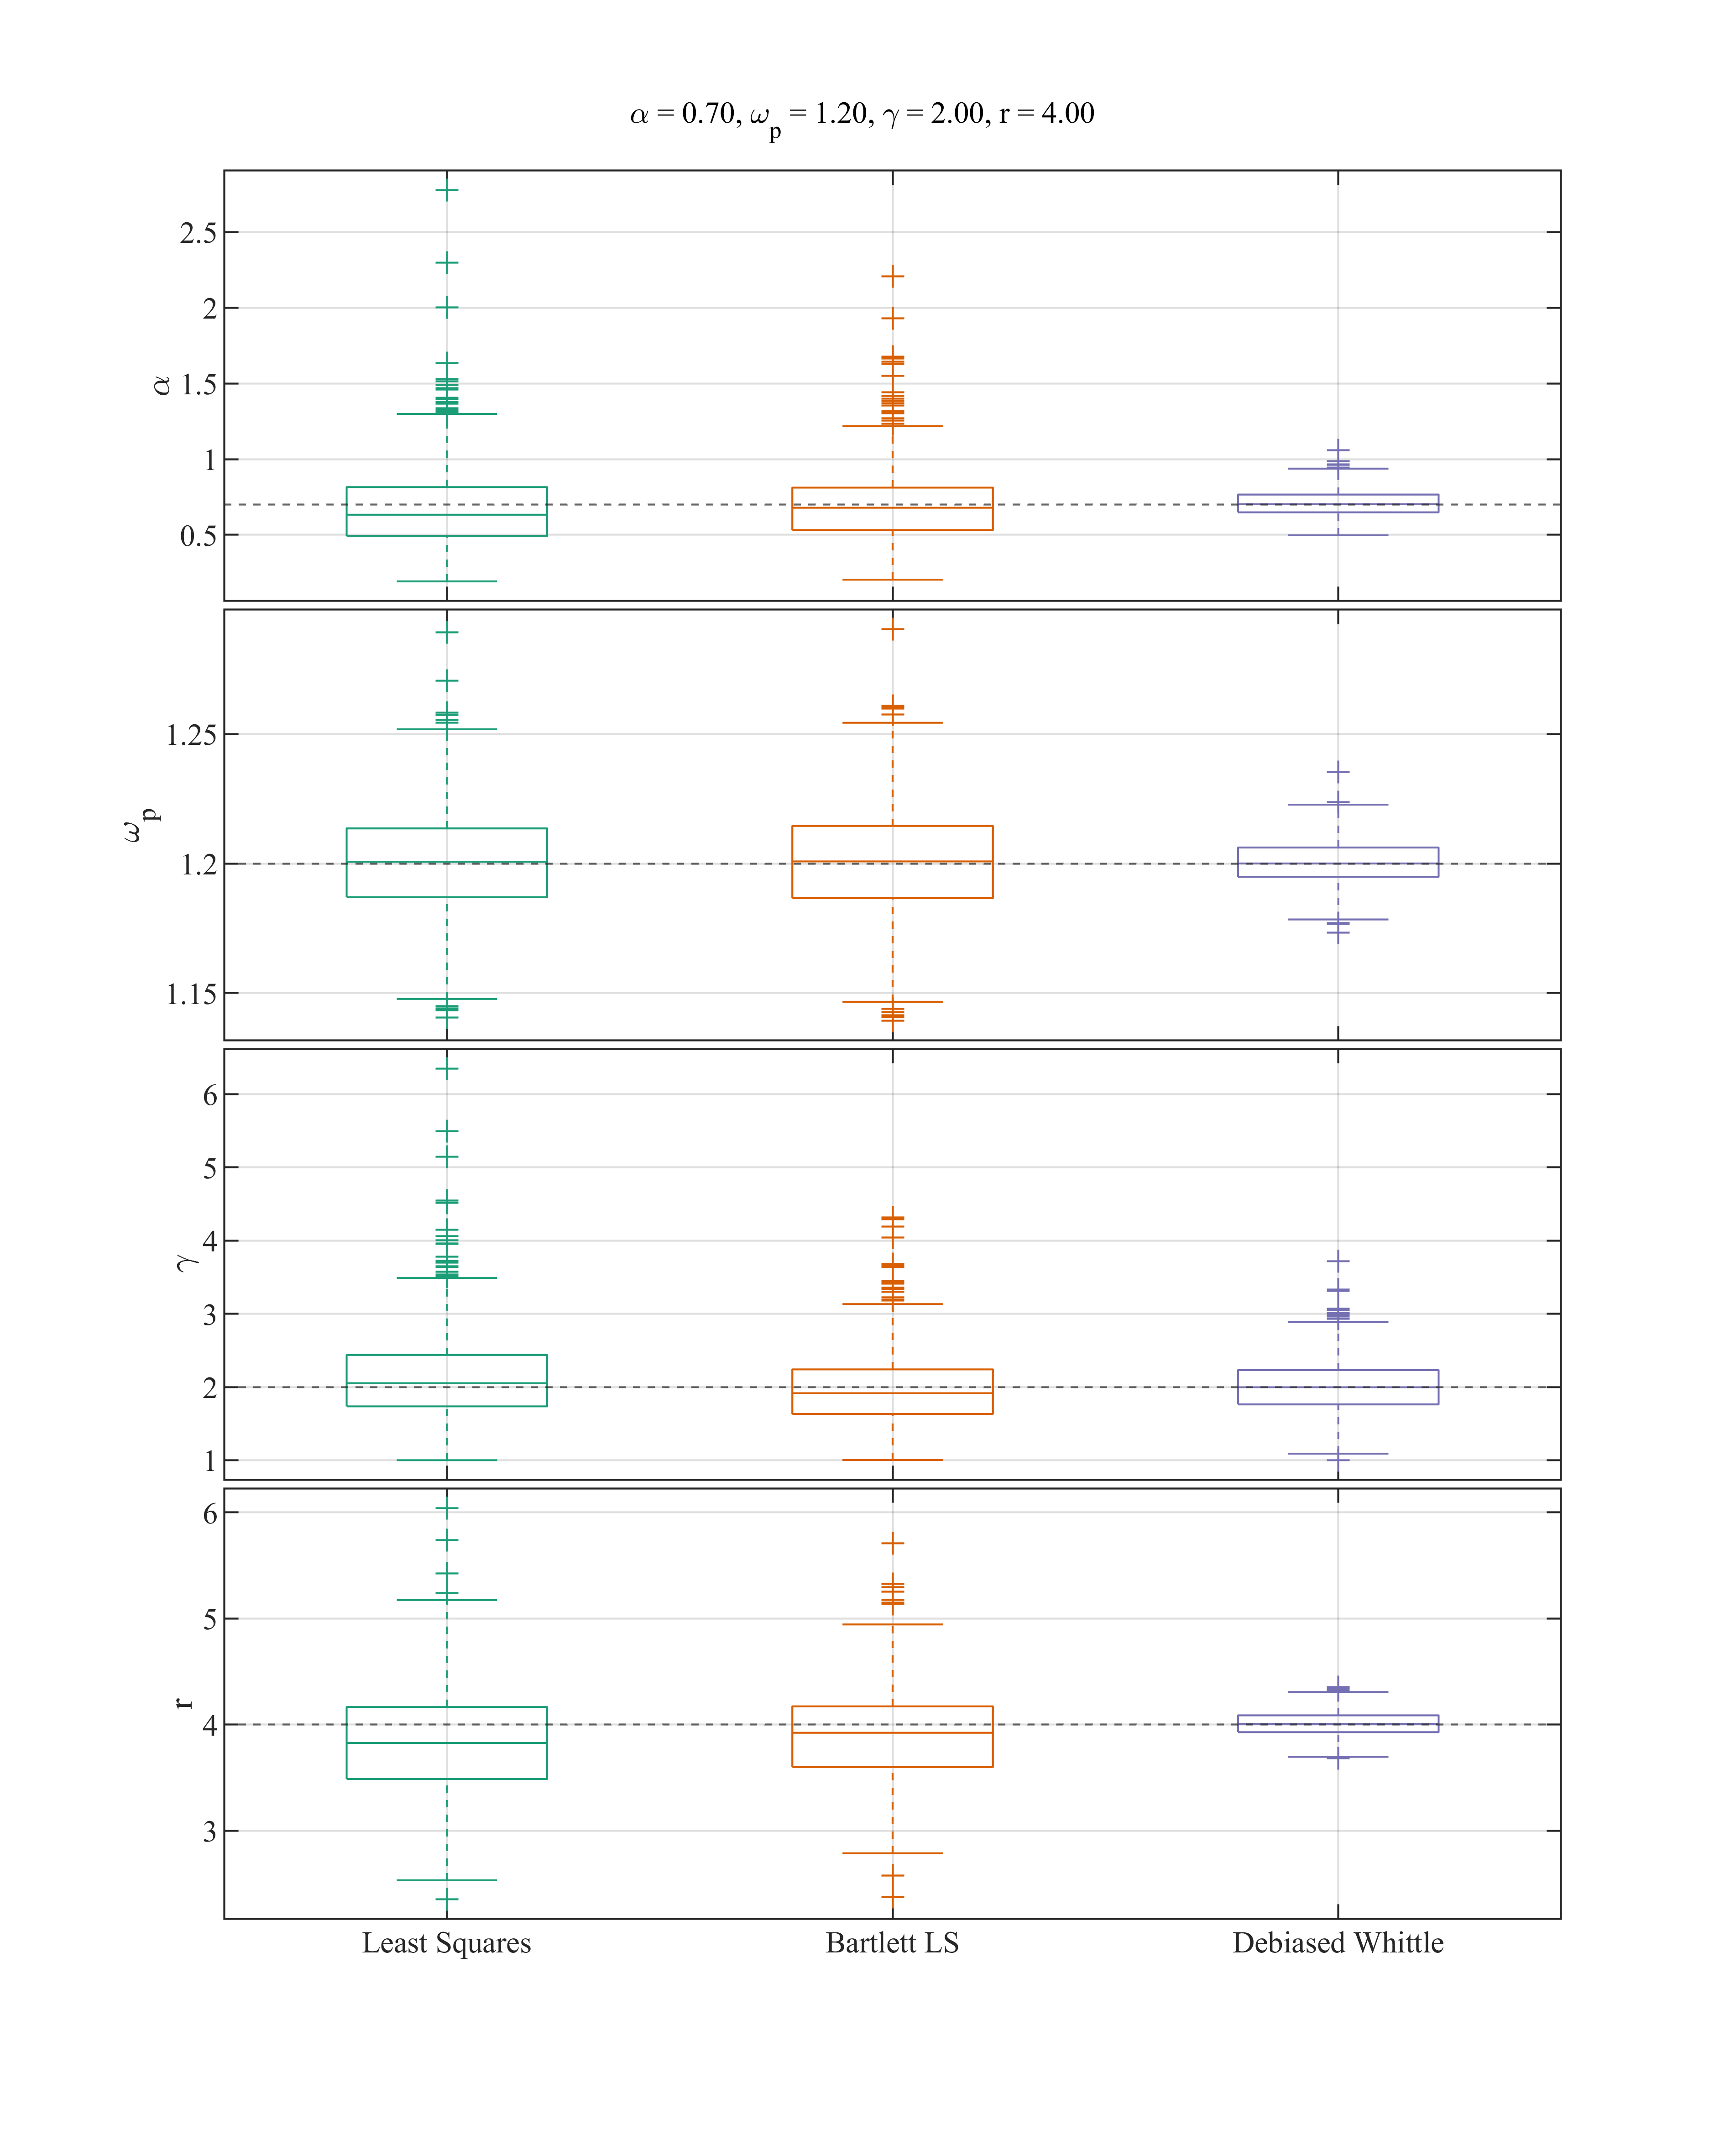 α = 0.70, ωp = 1.20, γ = 2.00, r = 4.00
2.5
2
1.5
1
0.5
α
1.25
1.2
1.15
ωp
6
5
4
3
2
1
γ
6
5
4
3
r
Least Squares
Bartlett LS
Debiased Whittle